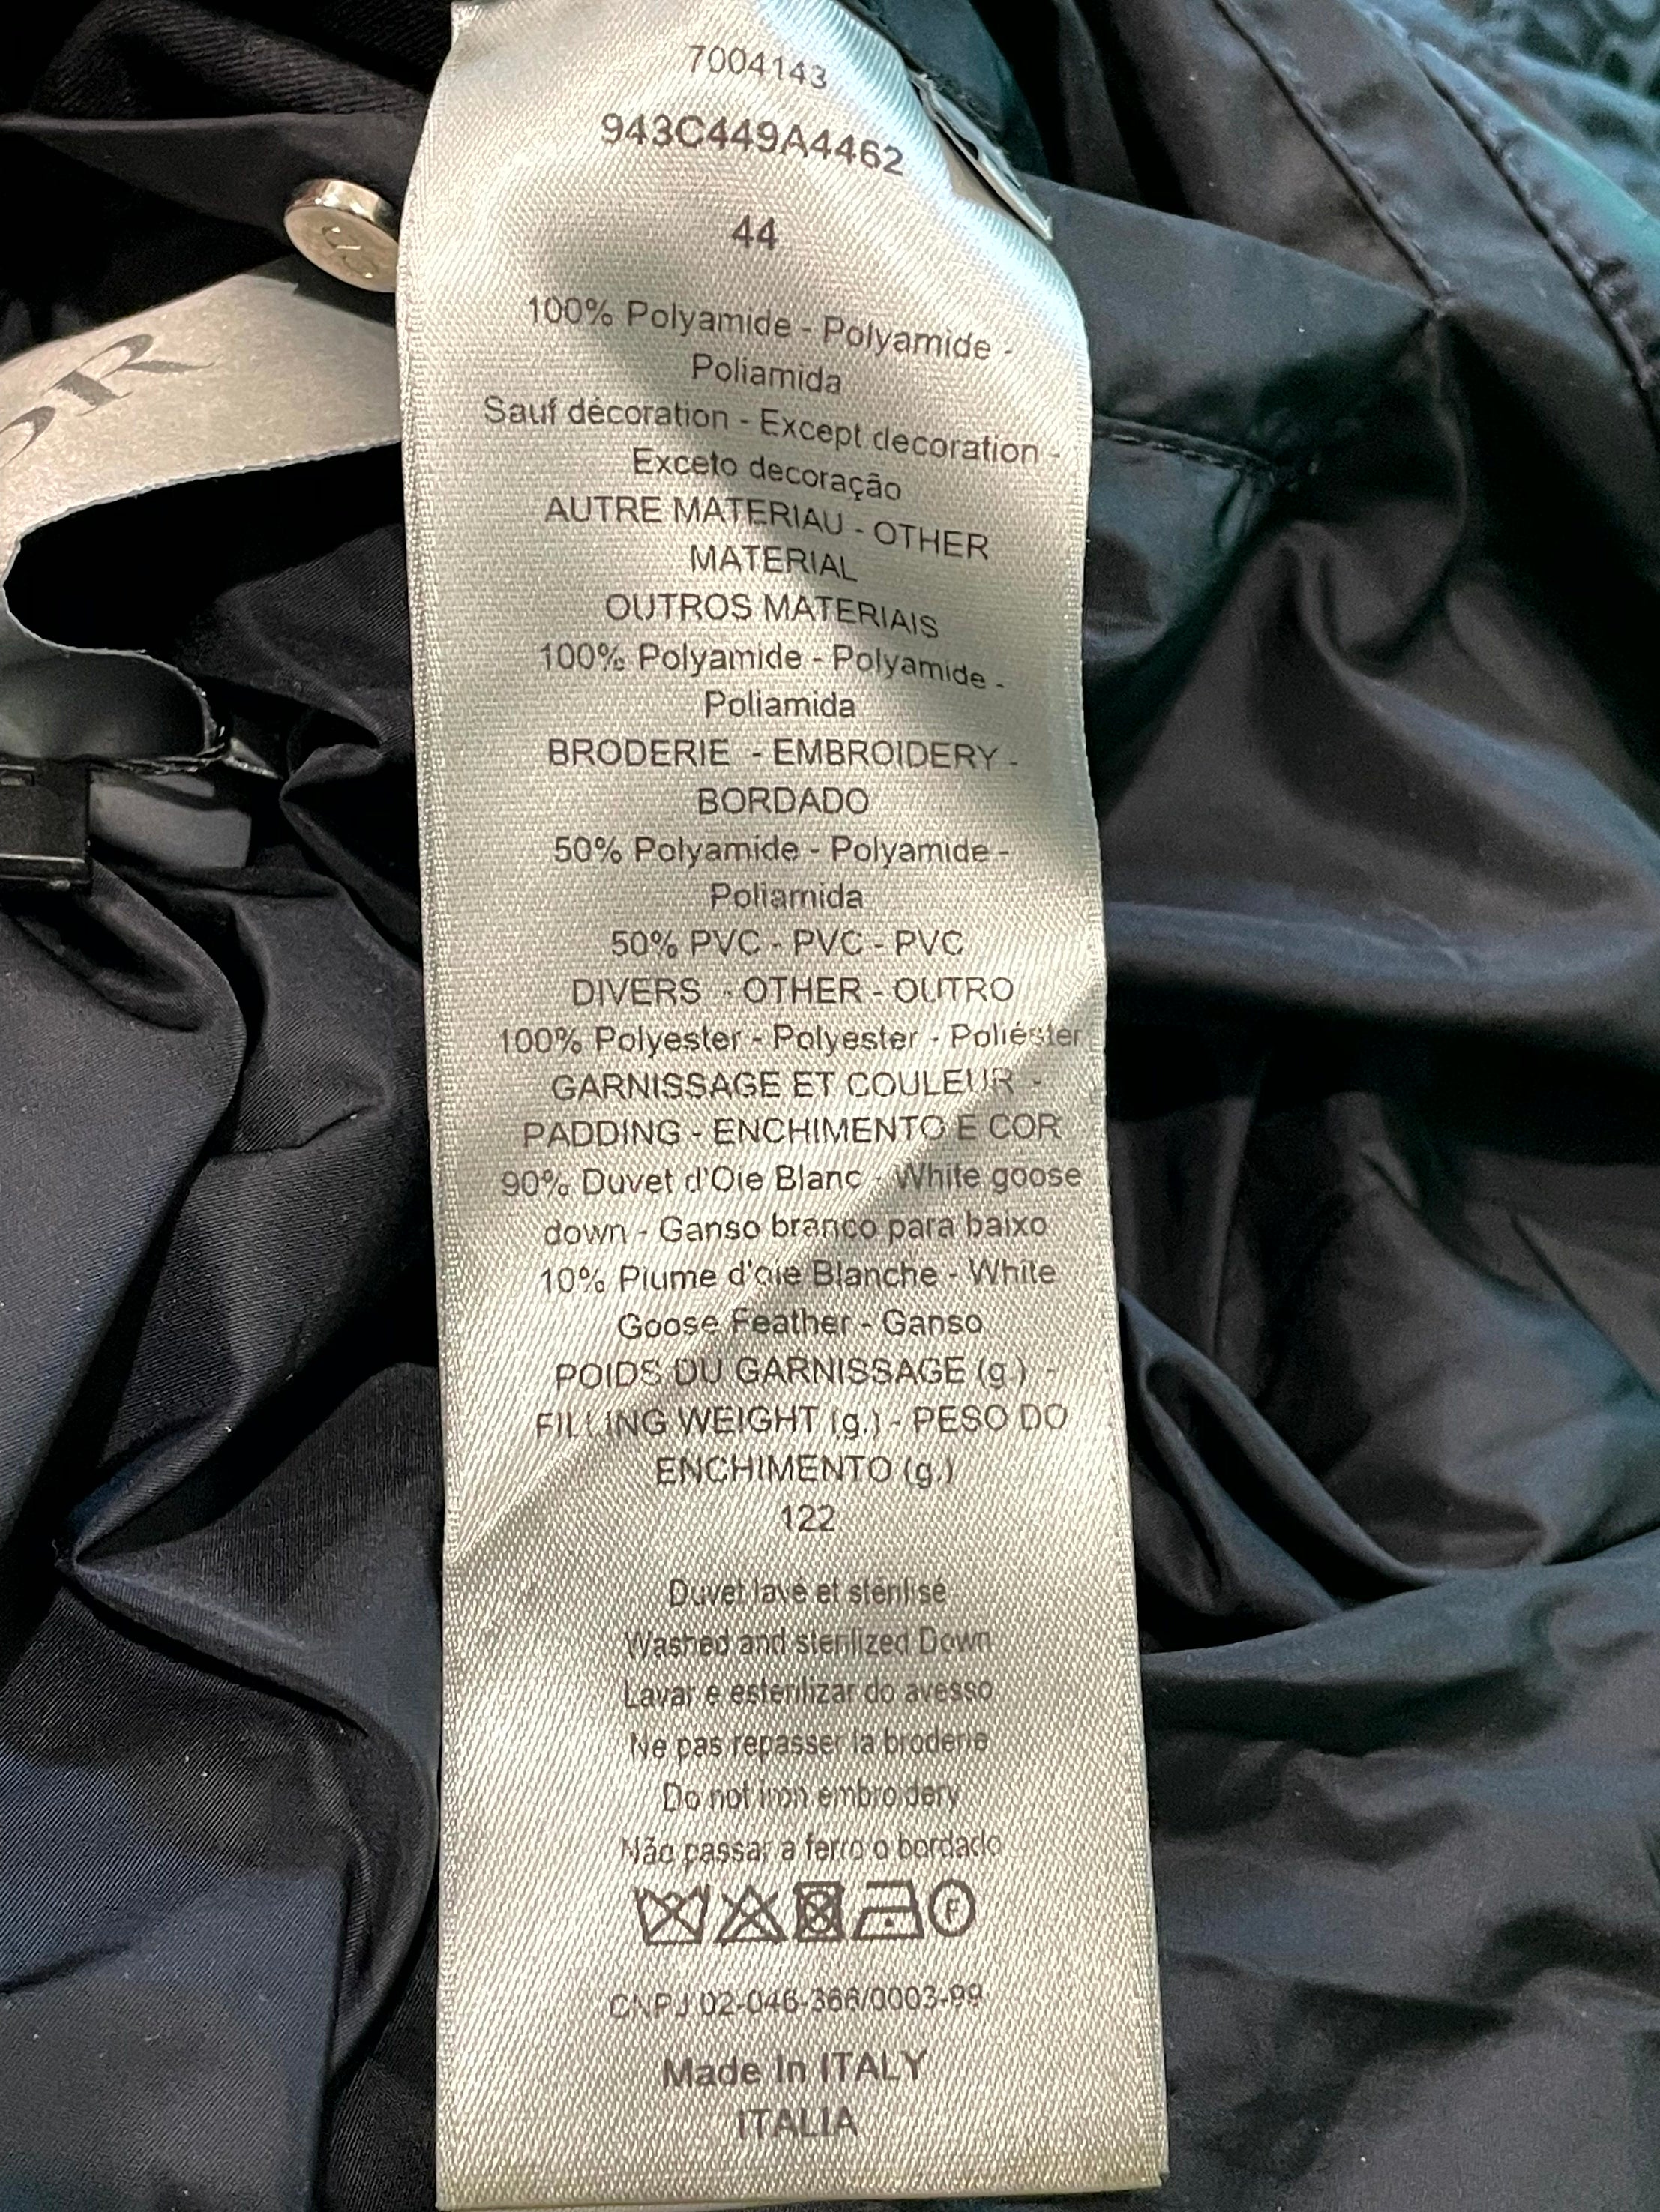 7004143
943C449A4462
44
100% Polyamide - Polyamide -
Poliamida
Sauf décoration - Except decoration -
Exceto decoração
AUTRE MATERIAU - OTHER
MATERIAL
OUTROS MATERIAIS
100% Polyamide - Polyamide -
Poliamida
BRODERIE - EMBROIDERY -
BORDADO
50% Polyamide - Polyamide -
Poliamida
50% PVC - PVC - PVC
DIVERS - OTHER - OUTRO
100% Polyester - Polyester - Poliéster
GARNISSAGE ET COULEUR -
PADDING - ENCHIMENTO E COR
90% Duvet d'Oie Blanc - White goose
down - Ganso branco para baixo
10% Plume d'oie Blanche - White
Goose Feather - Ganso
POIDS DU GARNISSAGE (g.) -
FILLING WEIGHT (g.) - PESO DO
ENCHIMENTO (g.)
122
Duvet lavé et stérilisé
Washed and sterilized Down
Lavar e esterilizar do avesso
Ne pas repasser la broderie
Do not iron embroidery
Não passar a ferro o bordado
F
CNPJ 02-046-366/0003-99
Made In ITALY
ITALIA